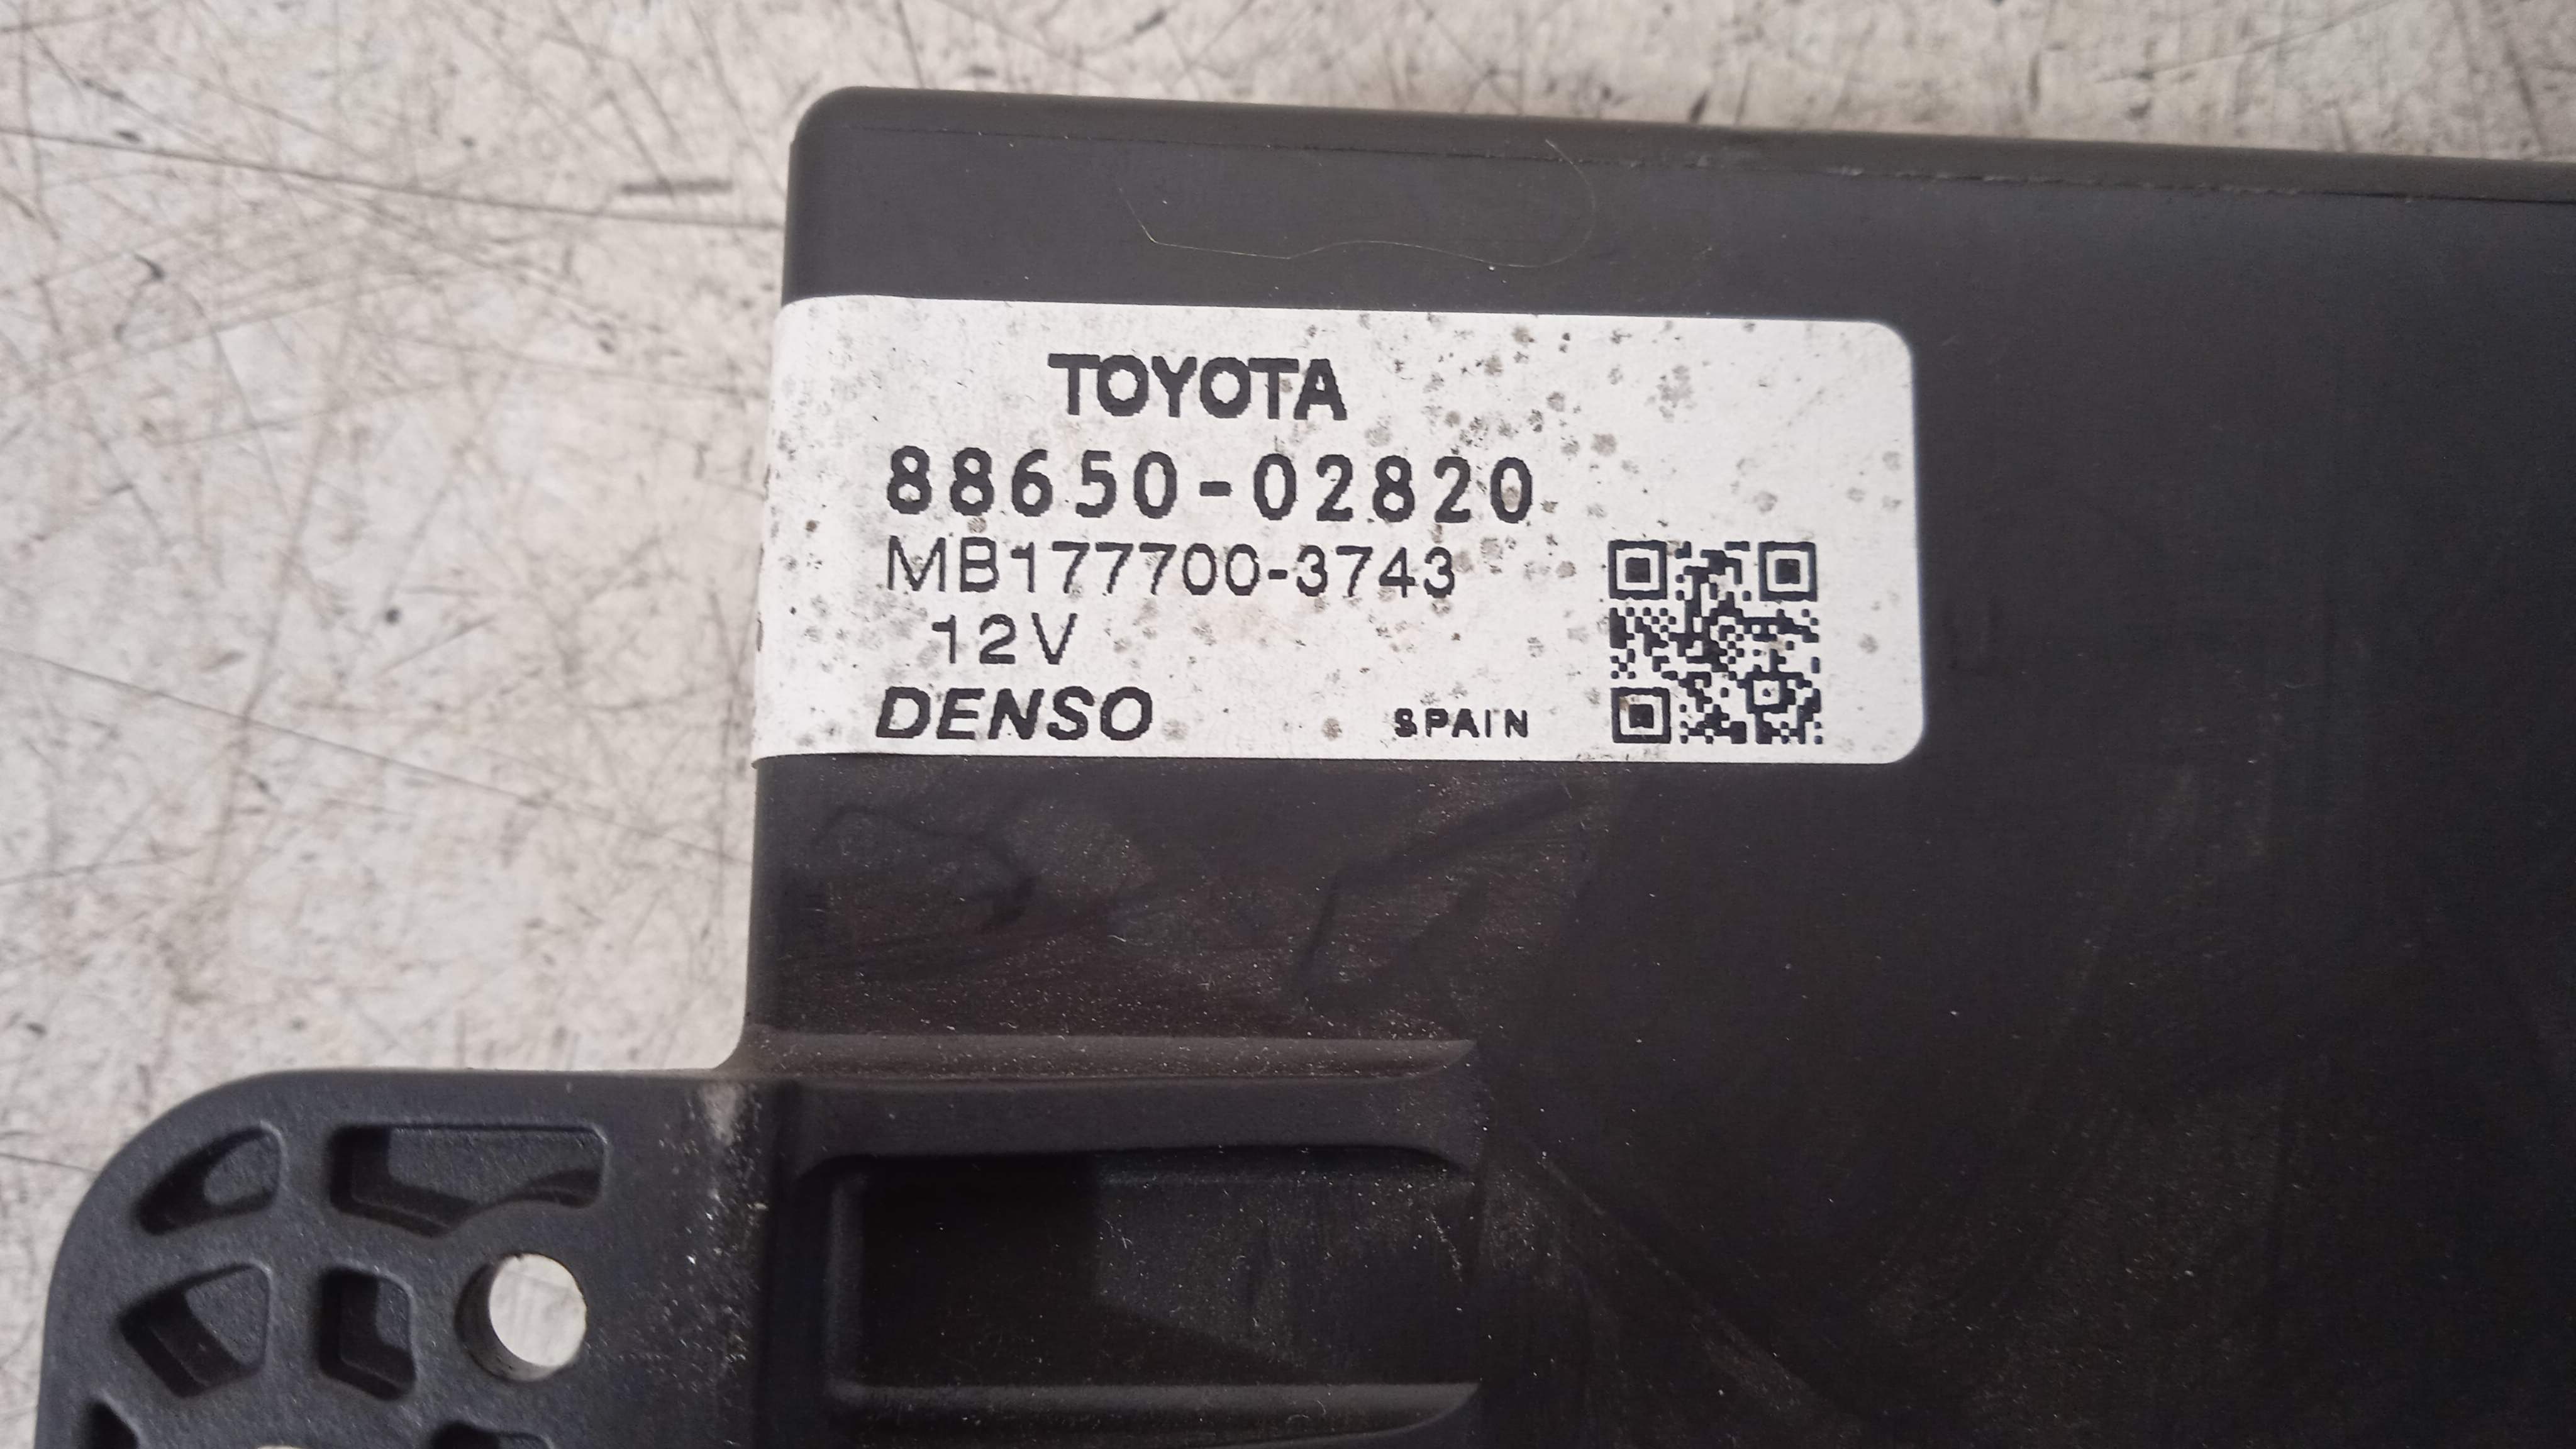 TOYOTA
88650-02820
MB177700-3743
12V
DENSO SPAIN